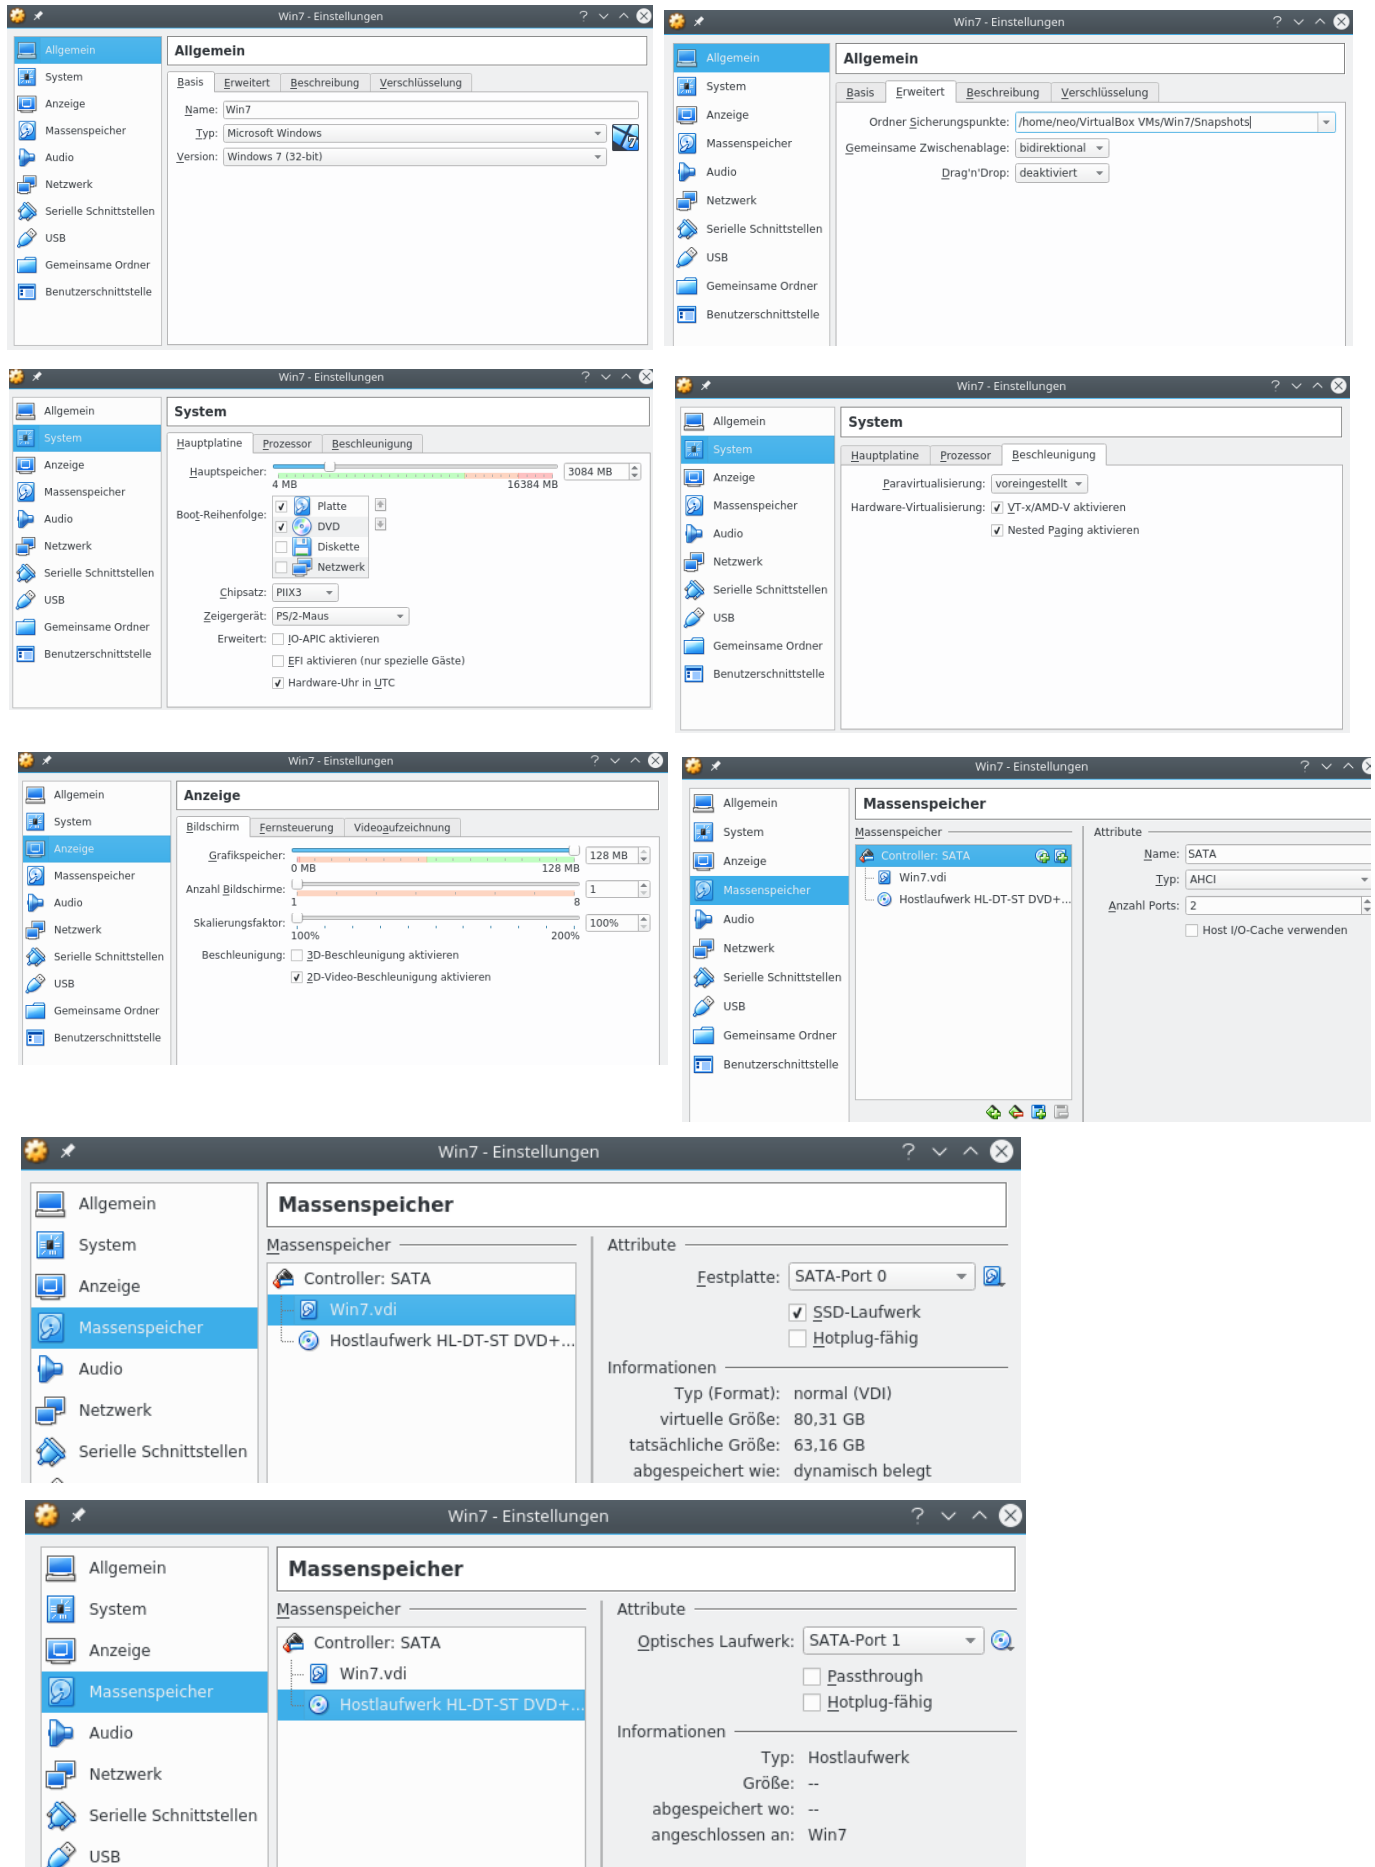 Win7 - Einstellungen
Allgemein
System
Anzeige
Massenspeicher
Audio
Netzwerk
Serielle Schnittstellen
USB
Gemeinsame Ordner
Benutzerschnittstelle
Allgemein
Basis Erweitert Beschreibung Verschlüsselung
Name: Win7
Typ: Microsoft Windows
Version: Windows 7 (32-bit)
Win7 - Einstellungen
Allgemein
System
Anzeige
Massenspeicher
Audio
Netzwerk
Serielle Schnittstellen
USB
Gemeinsame Ordner
Benutzerschnittstelle
Allgemein
Basis Erweitert Beschreibung Verschlüsselung
Ordner Sicherungspunkte: /home/neo/VirtualBox VMs/Win7/Snapshots
Gemeinsame Zwischenablage: bidirektional
Drag'n'Drop: deaktiviert
Win7 - Einstellungen
Allgemein
System
Anzeige
Massenspeicher
Audio
Netzwerk
Serielle Schnittstellen
USB
Gemeinsame Ordner
Benutzerschnittstelle
System
Hauptplatine Prozessor Beschleunigung
Hauptspeicher: 3084 MB
4 MB 16384 MB
Boot-Reihenfolge: Platte
DVD
Diskette
Netzwerk
Chipsatz: PIIX3
Zeigergerät: PS/2-Maus
Erweitert: IO-APIC aktivieren
EFI aktivieren (nur spezielle Gäste)
Hardware-Uhr in UTC
Win7 - Einstellungen
Allgemein
System
Anzeige
Massenspeicher
Audio
Netzwerk
Serielle Schnittstellen
USB
Gemeinsame Ordner
Benutzerschnittstelle
System
Hauptplatine Prozessor Beschleunigung
Paravirtualisierung: voreingestellt
Hardware-Virtualisierung: VT-x/AMD-V aktivieren
Nested Paging aktivieren
Win7 - Einstellungen
Allgemein
System
Anzeige
Massenspeicher
Audio
Netzwerk
Serielle Schnittstellen
USB
Gemeinsame Ordner
Benutzerschnittstelle
Anzeige
Bildschirm Fernsteuerung Videoaufzeichnung
Grafikspeicher: 128 MB
0 MB 128 MB
Anzahl Bildschirme: 1
1 8
Skalierungsfaktor: 100%
100% 200%
Beschleunigung: 3D-Beschleunigung aktivieren
2D-Video-Beschleunigung aktivieren
Win7 - Einstellungen
Allgemein
System
Anzeige
Massenspeicher
Audio
Netzwerk
Serielle Schnittstellen
USB
Gemeinsame Ordner
Benutzerschnittstelle
Massenspeicher
Massenspeicher
Controller: SATA
Win7.vdi
Hostlaufwerk HL-DT-ST DVD+...
Attribute
Name: SATA
Typ: AHCI
Anzahl Ports: 2
Host I/O-Cache verwenden
Win7 - Einstellungen
Allgemein
System
Anzeige
Massenspeicher
Audio
Netzwerk
Serielle Schnittstellen
Massenspeicher
Massenspeicher
Controller: SATA
Win7.vdi
Hostlaufwerk HL-DT-ST DVD+...
Attribute
Festplatte: SATA-Port 0
SSD-Laufwerk
Hotplug-fähig
Informationen
Typ (Format): normal (VDI)
virtuelle Größe: 80,31 GB
tatsächliche Größe: 63,16 GB
abgespeichert wie: dynamisch belegt
Win7 - Einstellungen
Allgemein
System
Anzeige
Massenspeicher
Audio
Netzwerk
Serielle Schnittstellen
USB
Massenspeicher
Massenspeicher
Controller: SATA
Win7.vdi
Hostlaufwerk HL-DT-ST DVD+...
Attribute
Optisches Laufwerk: SATA-Port 1
Passthrough
Hotplug-fähig
Informationen
Typ: Hostlaufwerk
Größe: --
abgespeichert wo: --
angeschlossen an: Win7